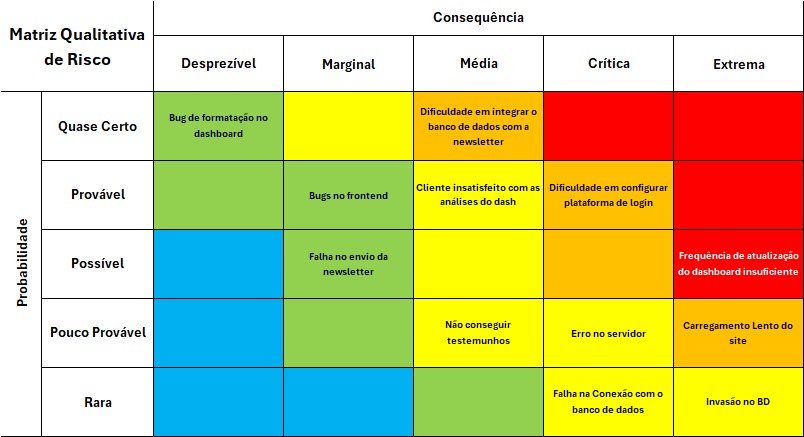 Matriz Qualitativa
de Risco
Consequência
Desprezível
Marginal
Média
Crítica
Extrema
Probabilidade
Quase Certo
Bug de formatação no
dashboard
Dificuldade em integrar o
banco de dados com a
newsletter
Provável
Bugs no frontend
Cliente insatisfeito com as
análises do dash
Dificuldade em configurar
plataforma de login
Possível
Falha no envio da
newsletter
Frequência de atualização
do dashboard insuficiente
Pouco Provável
Não conseguir
testemunhos
Erro no servidor
Carregamento Lento do
site
Rara
Falha na Conexão com o
banco de dados
Invasão no BD